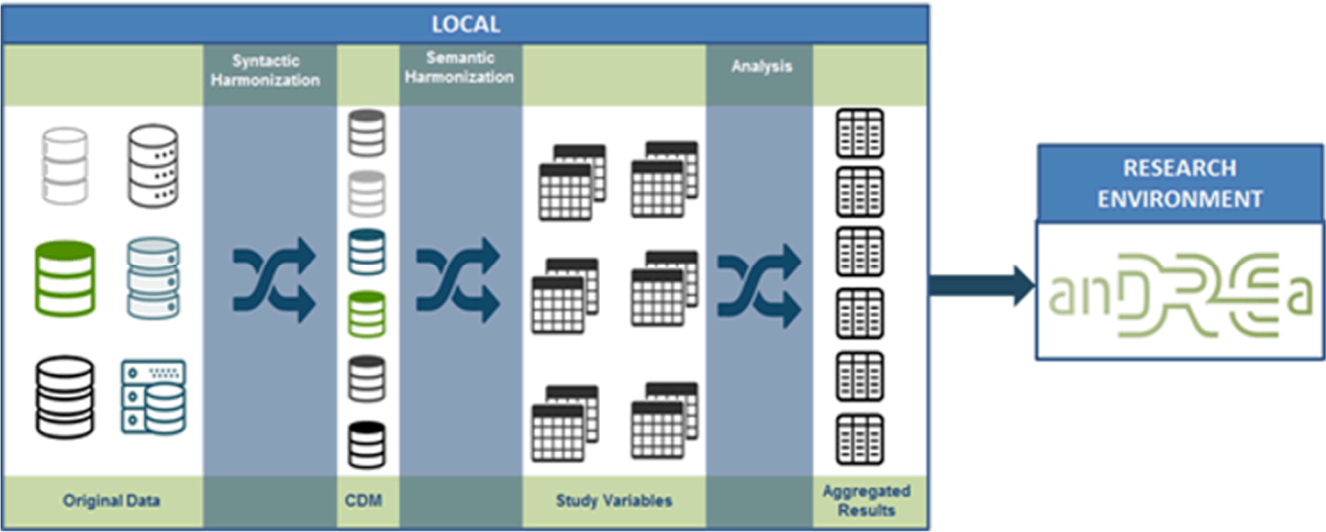 LOCAL
Syntactic
Harmonization
Semantic
Harmonization
Analysis
RESEARCH
ENVIRONMENT
anDREa
Original Data
CDM
Study Variables
Aggregated
Results